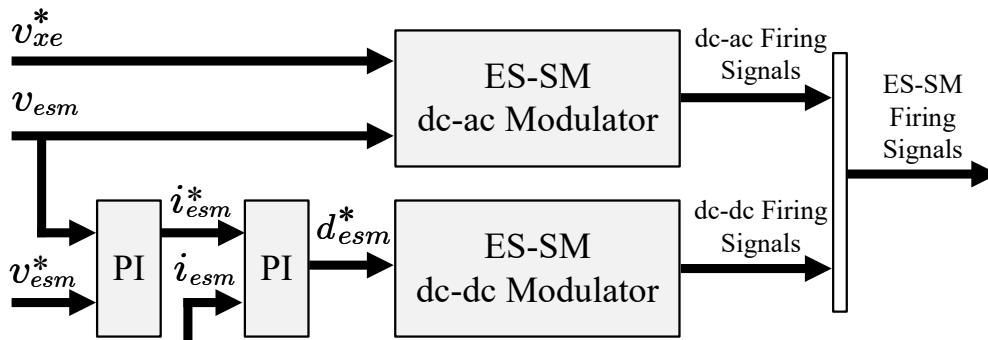 v*xe
dc-ac Firing
Signals
ES-SM
dc-ac Modulator
vesm
ES-SM
Firing
Signals
i*esm
d*esm
dc-dc Firing
Signals
PI
PI
ES-SM
dc-dc Modulator
v*esm
iesm